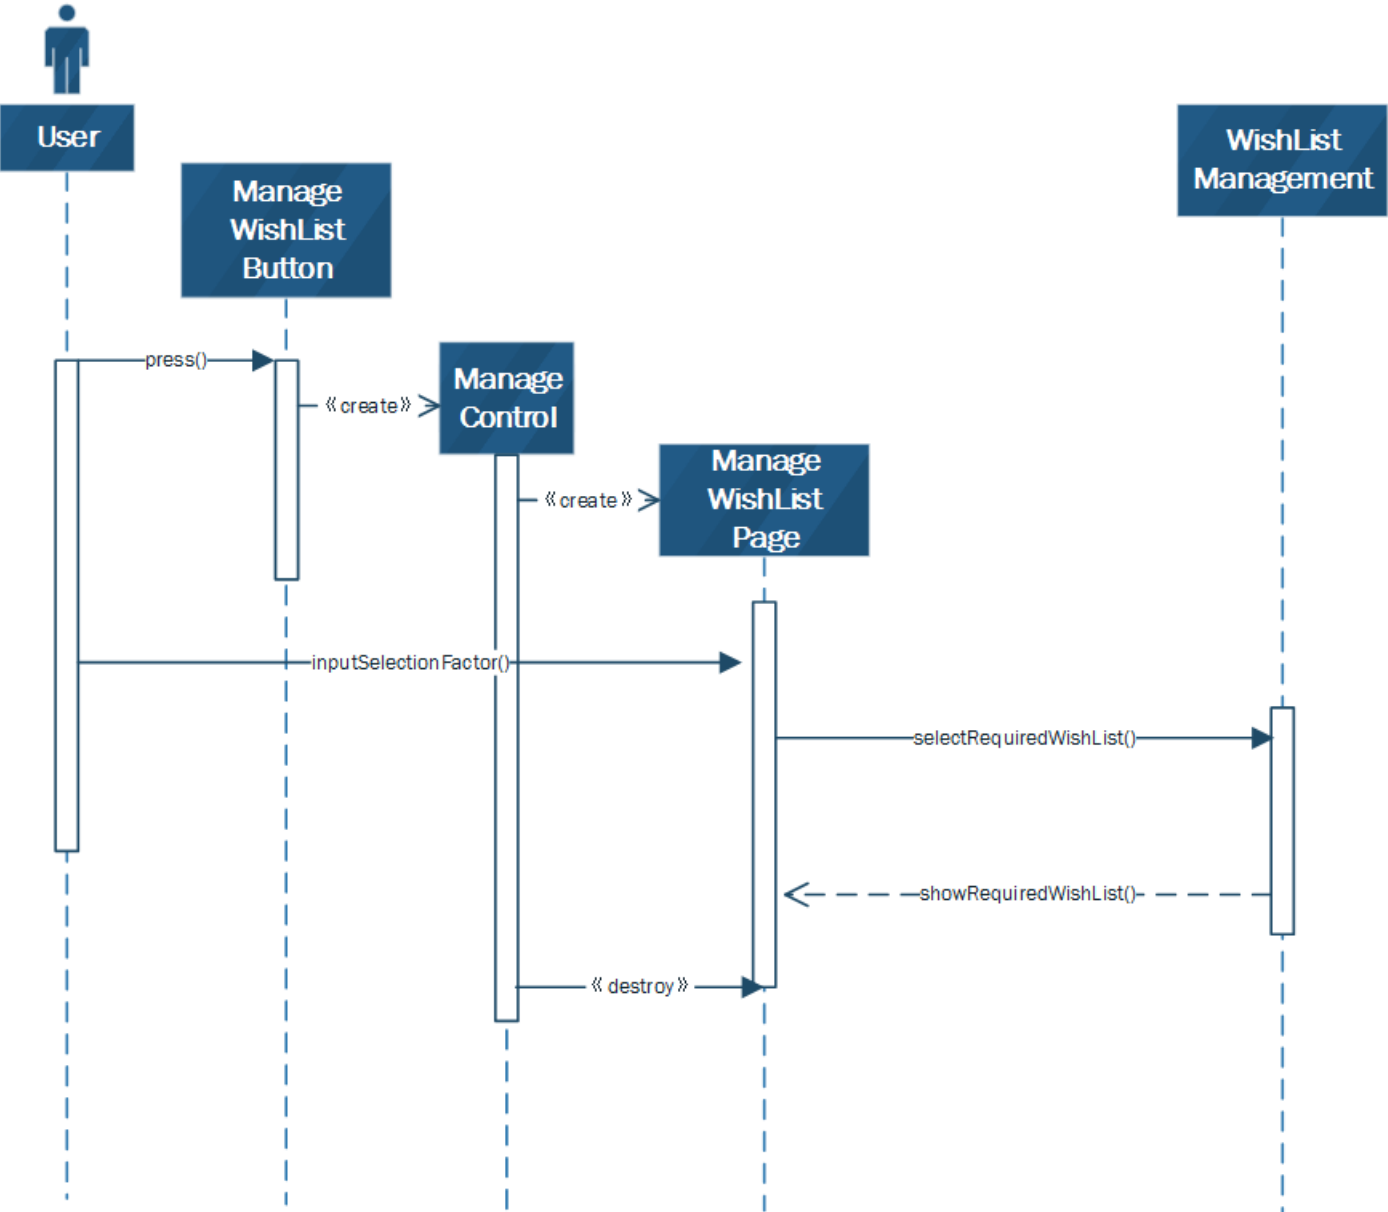 User
WishList
Management
Manage
WishList
Button
press()
Manage
Control
《create》
Manage
WishList
Page
《create》
inputSelectionFactor()
selectRequiredWishList()
showRequiredWishList()
《destroy》